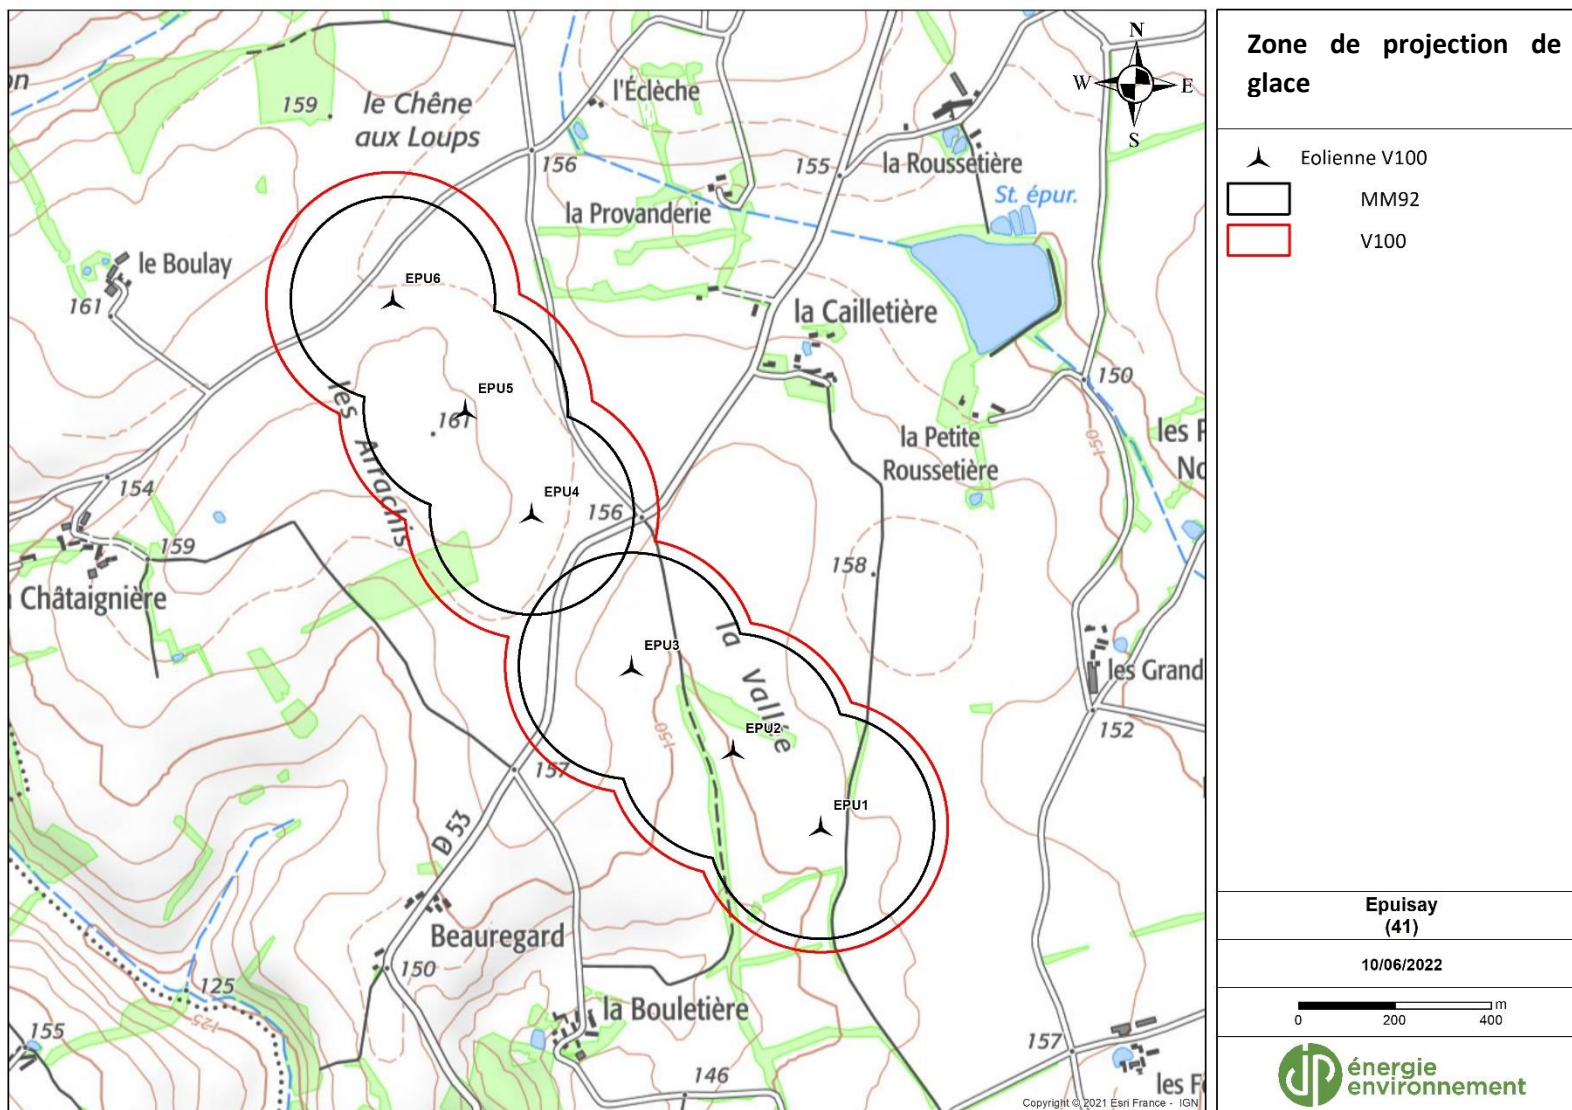 Zone de projection de
glace
Eolienne V100
MM92
V100
Epuisay
(41)
10/06/2022
m
0 200 400
énergie
environnement
N
W E
S
159
le Chêne
aux Loups
156
l'Éclèche
155
la Roussetière
la Provanderie
St. épur.
le Boulay
161
EPU6
la Cailletière
150
EPU5
161
les Arrachis
la Petite
Roussetière
150
154
EPU4
156
159
158
Châtaignière
EPU3
la Vallée
150
EPU2
les Grand
152
157
EPU1
D 53
Beauregard
150
125
125
la Bouletière
155
146
157
Copyright © 2021 Esri France - IGN